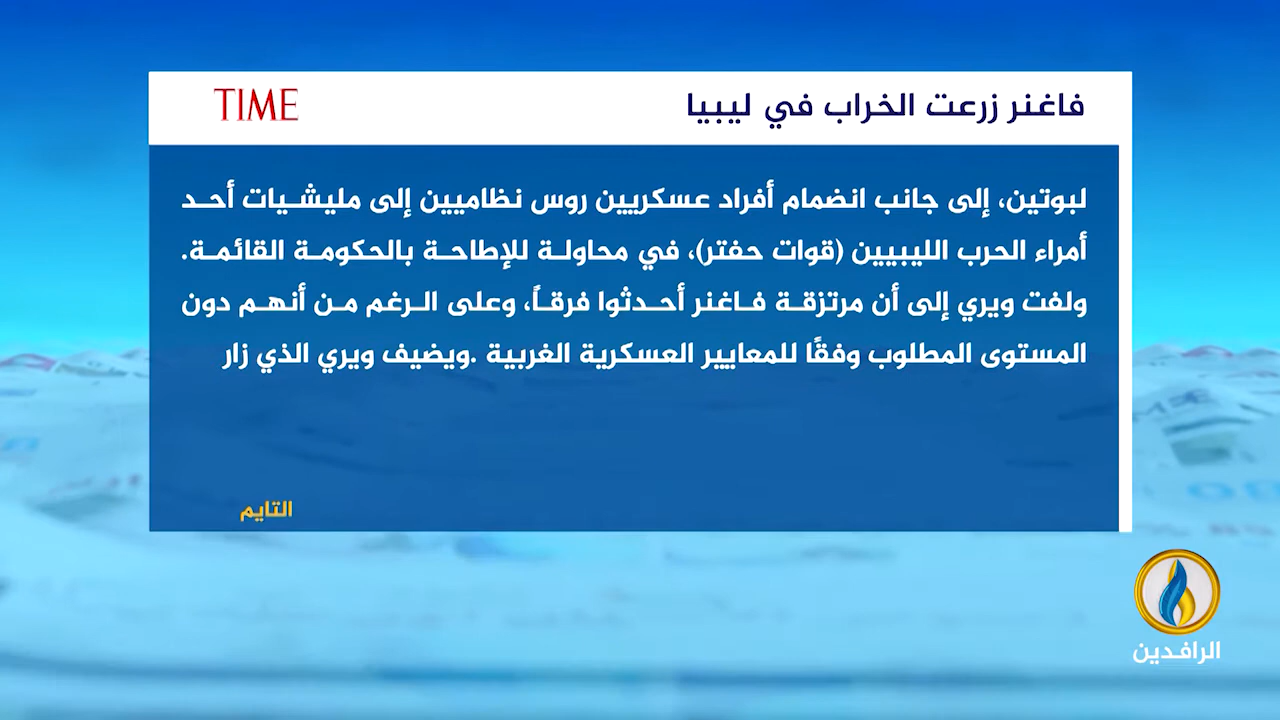 فاغنر زرعت الخراب في ليبيا
TIME
لبوتين، إلى جانب انضمام أفراد عسكريين روس نظاميين إلى مليشيات أحد
أمراء الحرب الليبيين (قوات حفتر)، في محاولة للإطاحة بالحكومة القائمة.
ولفت ويري إلى أن مرتزقة فاغنر أحدثوا فرقاً، وعلى الرغم من أنهم دون
المستوى المطلوب وفقًا للمعايير العسكرية الغربية .ويضيف ويري الذي زار
التايم
الرافدين